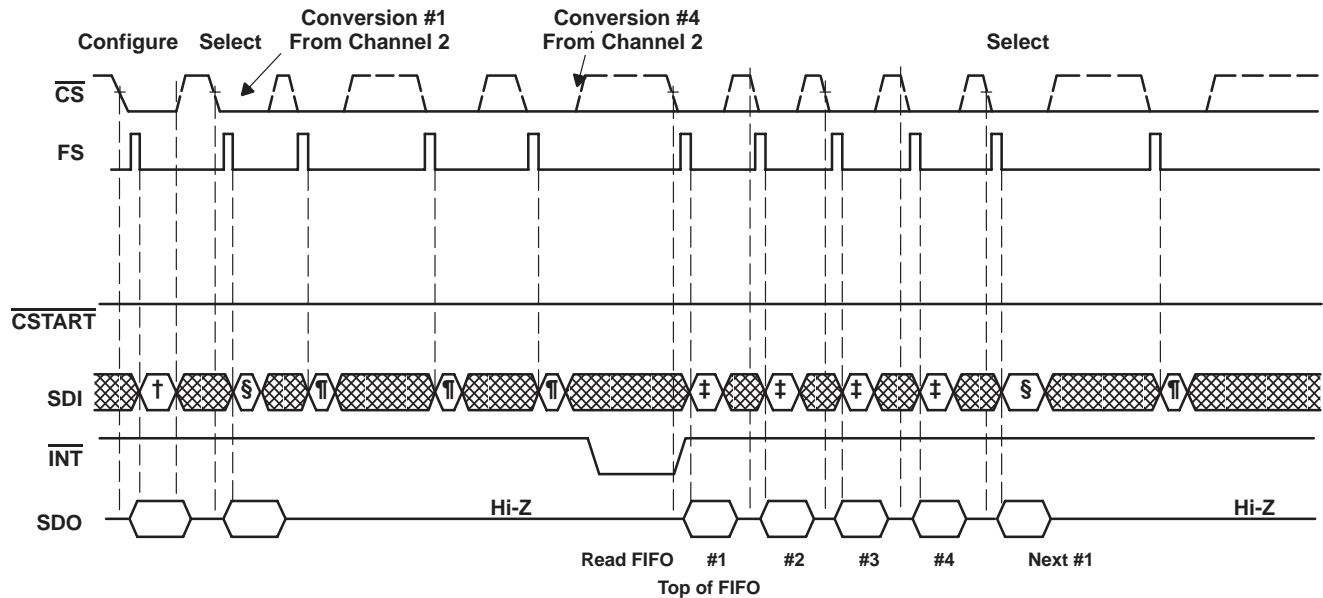 Conversion #1
From Channel 2
Conversion #4
From Channel 2
Configure Select Select
CS
FS
CSTART
SDI † § ¶ ¶ ¶ ‡ ‡ ‡ ‡ § ¶
INT
SDO Hi-Z Hi-Z
Read FIFO #1 #2 #3 #4 Next #1
Top of FIFO